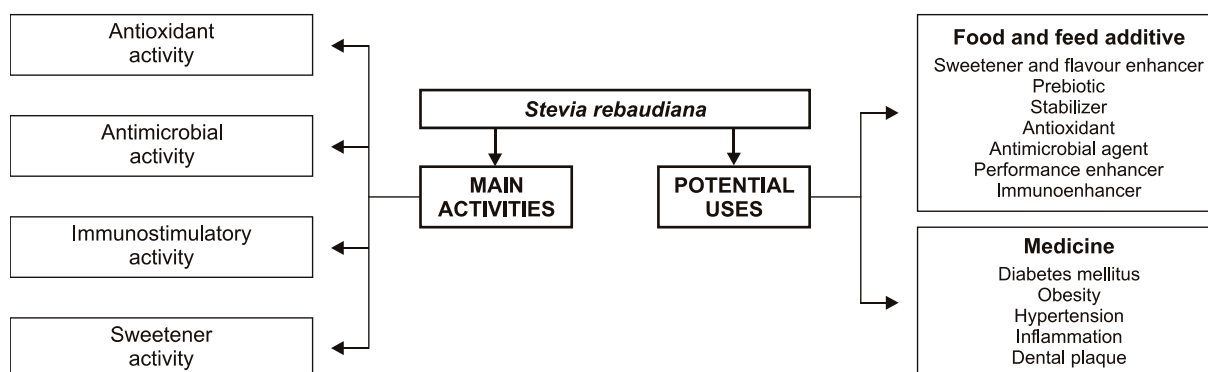 Antioxidant
activity
Antimicrobial
activity
Immunostimulatory
activity
Sweetener
activity
Stevia rebaudiana
MAIN
ACTIVITIES
POTENTIAL
USES
Food and feed additive
Sweetener and flavour enhancer
Prebiotic
Stabilizer
Antioxidant
Antimicrobial agent
Performance enhancer
Immunoenhancer
Medicine
Diabetes mellitus
Obesity
Hypertension
Inflammation
Dental plaque